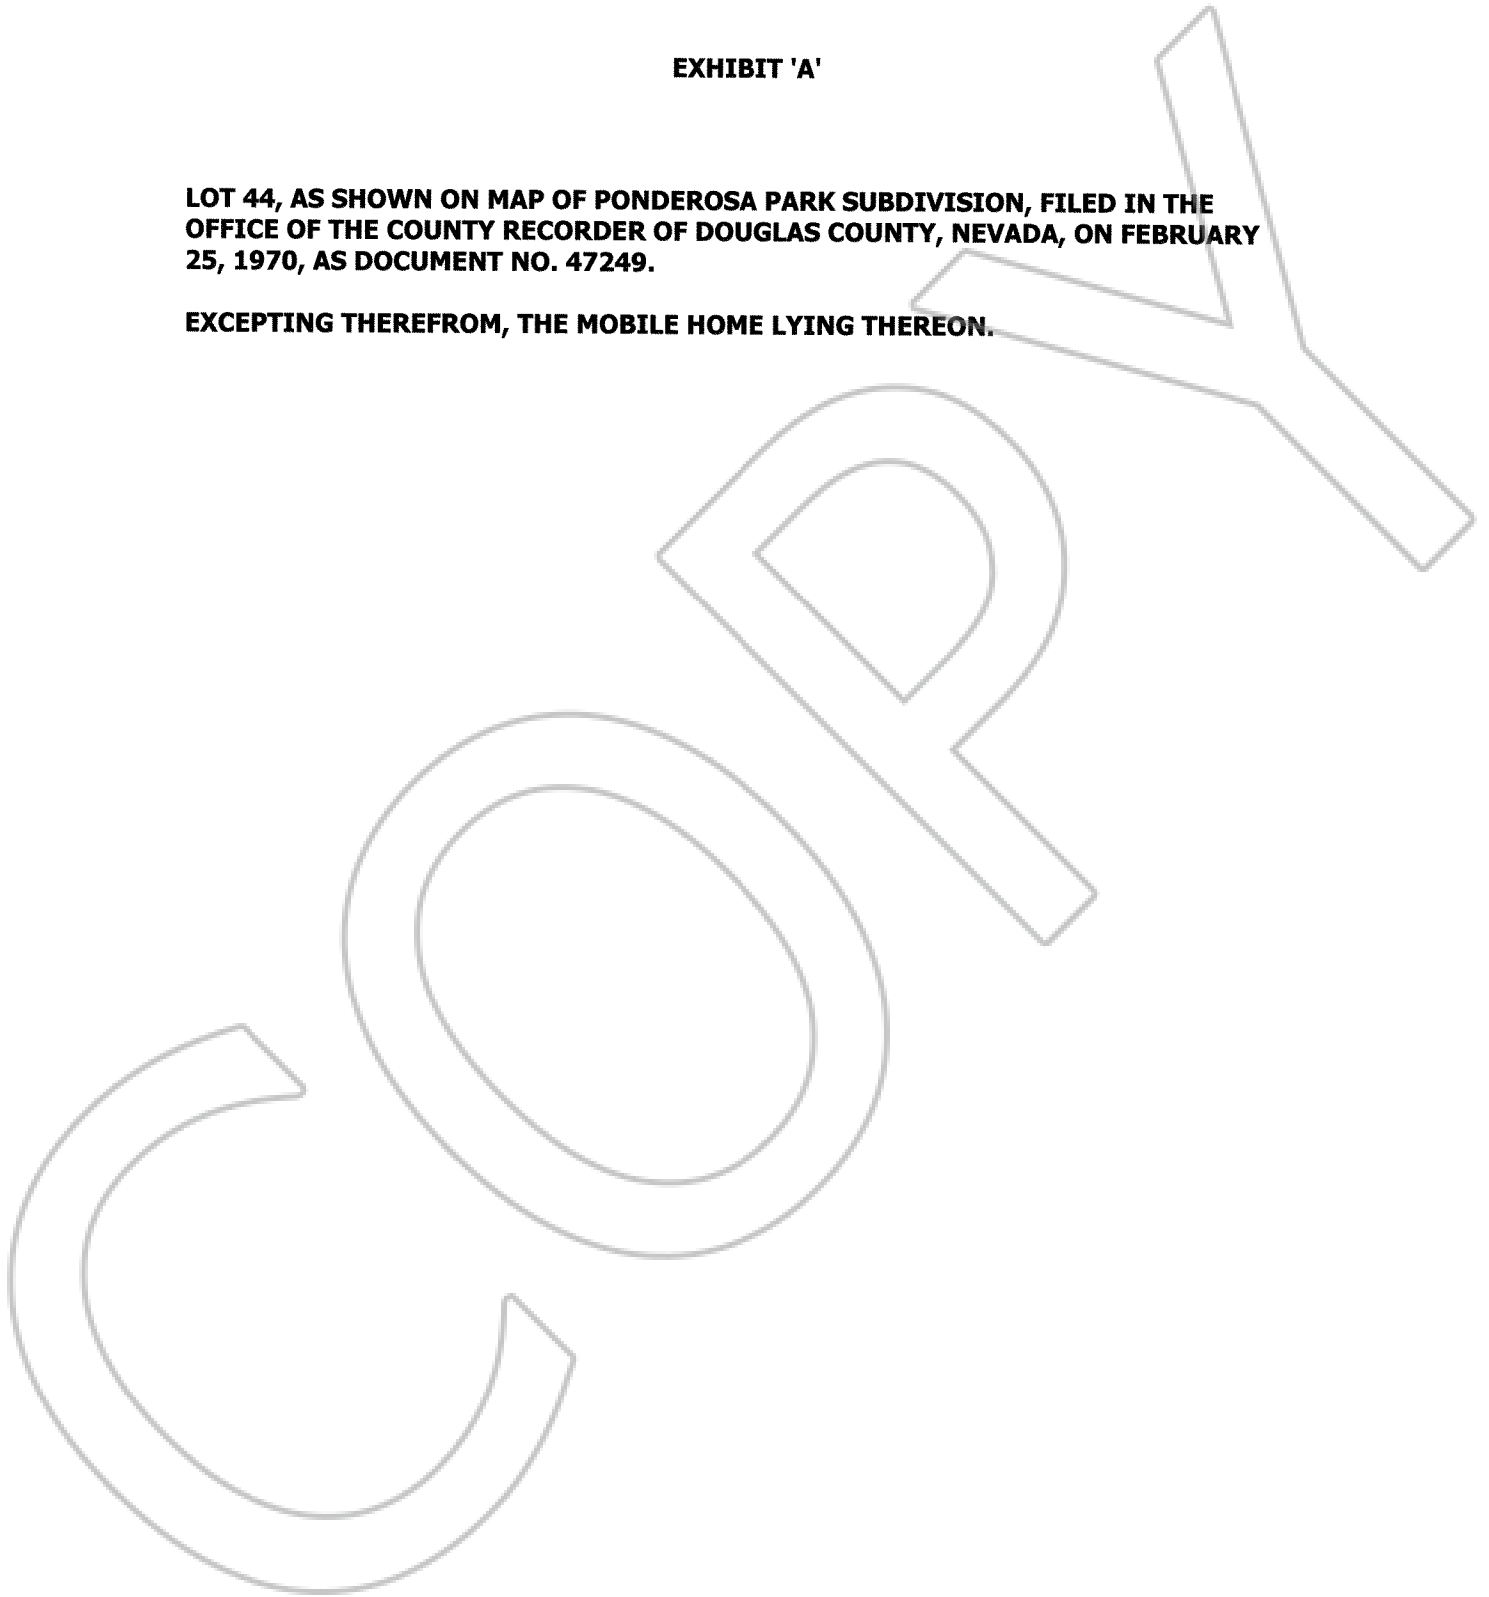 EXHIBIT 'A'
LOT 44, AS SHOWN ON MAP OF PONDEROSA PARK SUBDIVISION, FILED IN THE
OFFICE OF THE COUNTY RECORDER OF DOUGLAS COUNTY, NEVADA, ON FEBRUARY
25, 1970, AS DOCUMENT NO. 47249.
EXCEPTING THEREFROM, THE MOBILE HOME LYING THEREON.
COPY